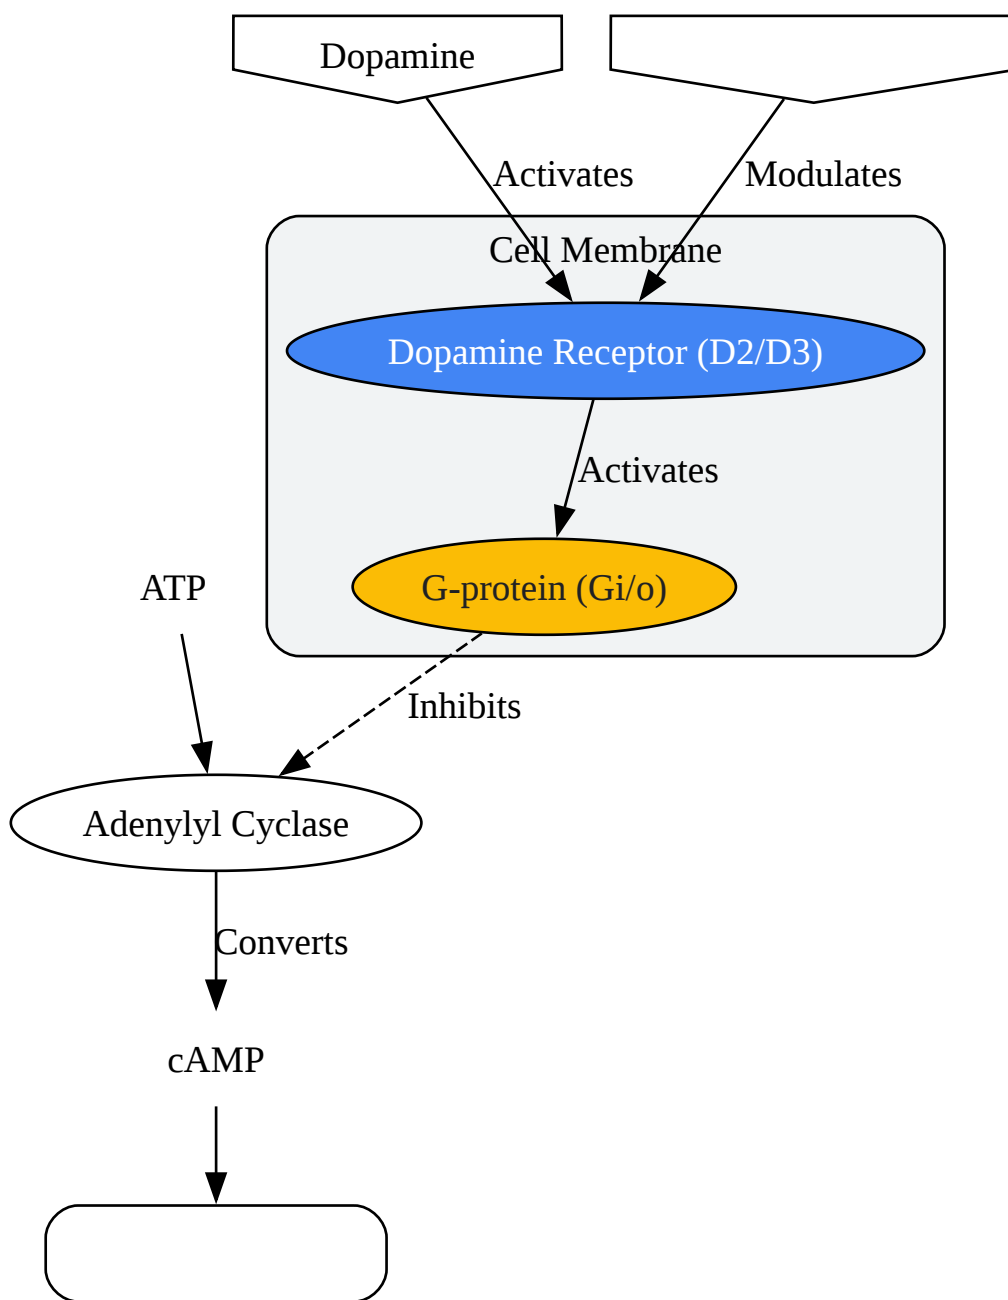 Dopamine
Activates
Modulates
Cell Membrane
Dopamine Receptor (D2/D3)
Activates
ATP
G-protein (Gi/o)
Inhibits
Adenylyl Cyclase
Converts
cAMP